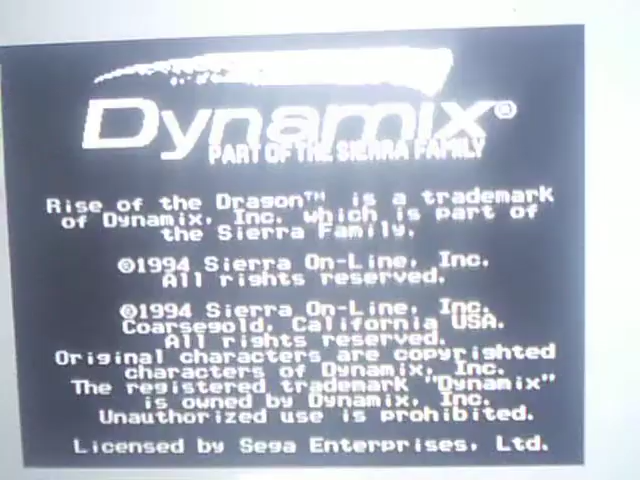 Dynamix®
PART OF THE SIERRA FAMILY
Rise of the Dragon™ is a trademark
of Dynamix, Inc. which is part of
the Sierra Family.
©1994 Sierra On-Line, Inc.
All rights reserved.
©1994 Sierra On-Line, Inc.
Coarsegold, California USA.
All rights reserved.
Original characters are copyrighted
characters of Dynamix, Inc.
The registered trademark "Dynamix"
is owned by Dynamix, Inc.
Unauthorized use is prohibited.
Licensed by Sega Enterprises, Ltd.